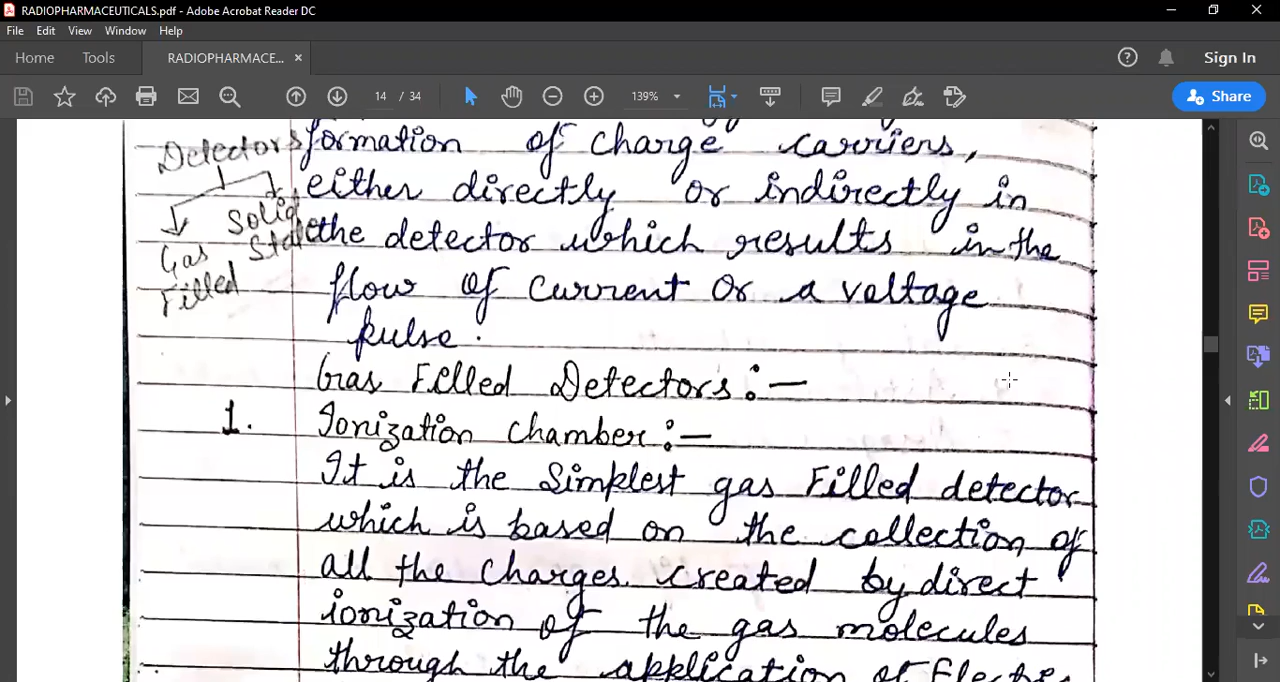 RADIOPHARMACEUTICALS.pdf - Adobe Acrobat Reader DC
File Edit View Window Help
Home Tools RADIOPHARMACE... × Sign In
14 / 34 139% Share
Detectors
Gas Filled
Solid State
formation of charge carriers,
either directly or indirectly in
the detector which results in the
flow of current or a voltage
pulse.
Gas Filled Detectors :—
1. Ionization Chamber :—
It is the Simplest gas Filled detector
which is based on the collection of
all the charges created by direct
ionization of the gas molecules
through the application of